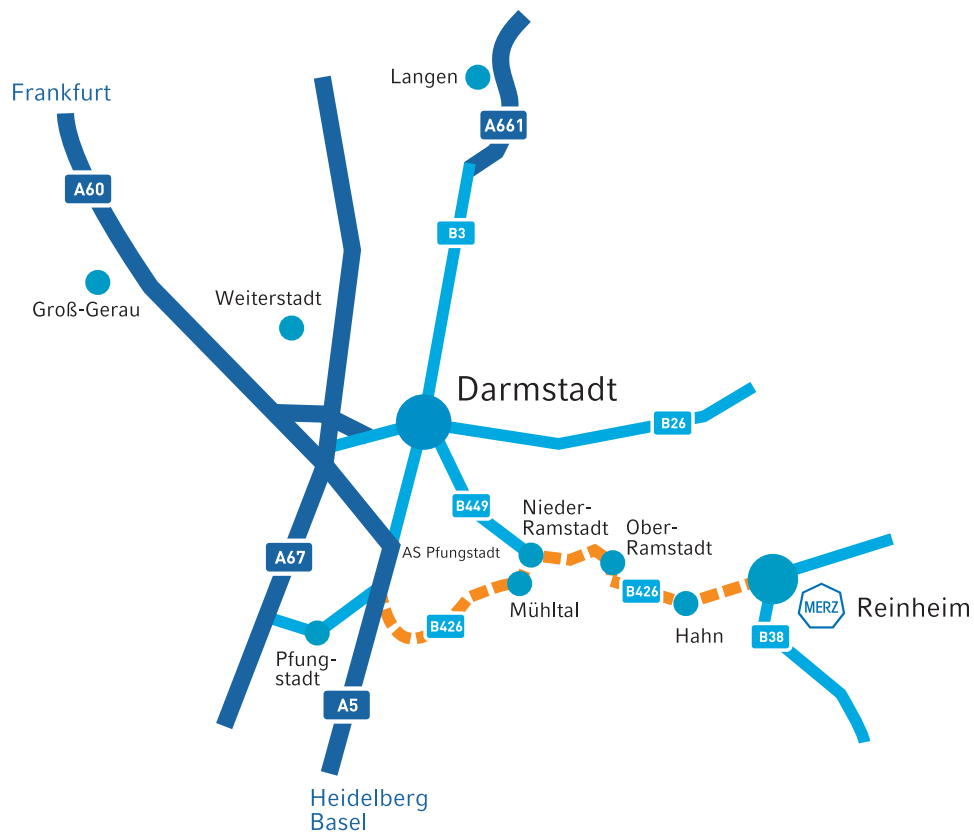 Langen
Frankfurt
A661
A60
B3
Weiterstadt
Groß-Gerau
Darmstadt
B26
B449
Nieder-
Ramstadt
Ober-
Ramstadt
AS Pfungstadt
A67
B426
Mühltal
B426
MERZ
Reinheim
Hahn
B38
Pfung-
stadt
A5
Heidelberg
Basel